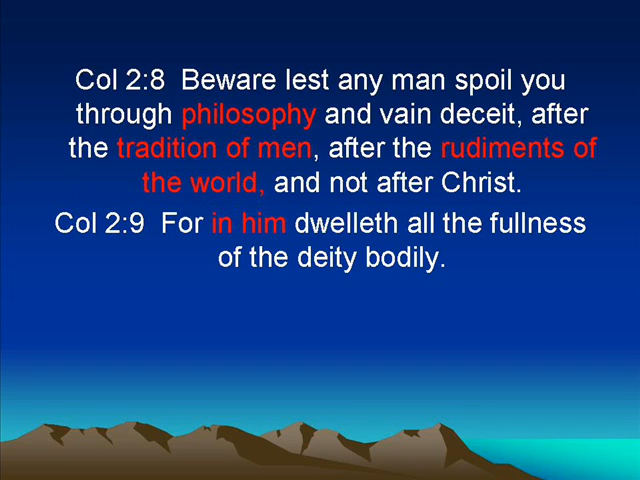 Col 2:8  Beware lest any man spoil you
through philosophy and vain deceit, after
the tradition of men, after the rudiments of
the world, and not after Christ.
Col 2:9  For in him dwelleth all the fullness
of the deity bodily.